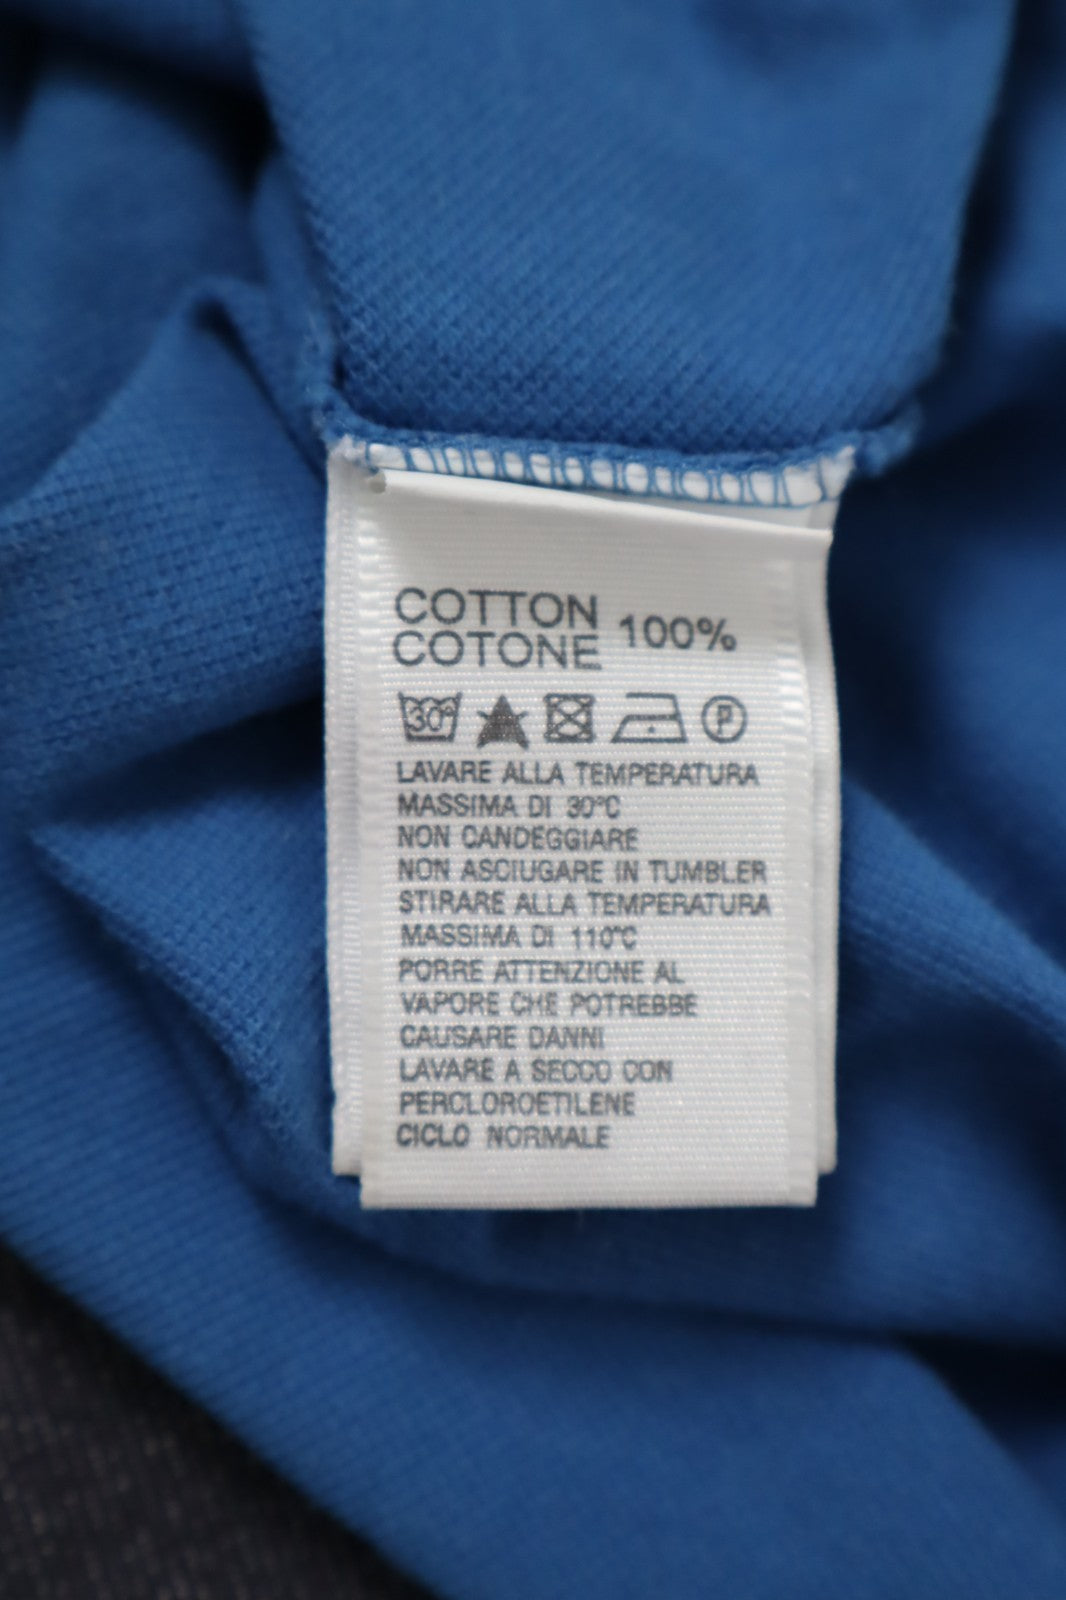 COTTON
COTONE 100%
30°
P
LAVARE ALLA TEMPERATURA
MASSIMA DI 30°C
NON CANDEGGIARE
NON ASCIUGARE IN TUMBLER
STIRARE ALLA TEMPERATURA
MASSIMA DI 110°C
PORRE ATTENZIONE AL
VAPORE CHE POTREBBE
CAUSARE DANNI
LAVARE A SECCO CON
PERCLOROETILENE
CICLO NORMALE